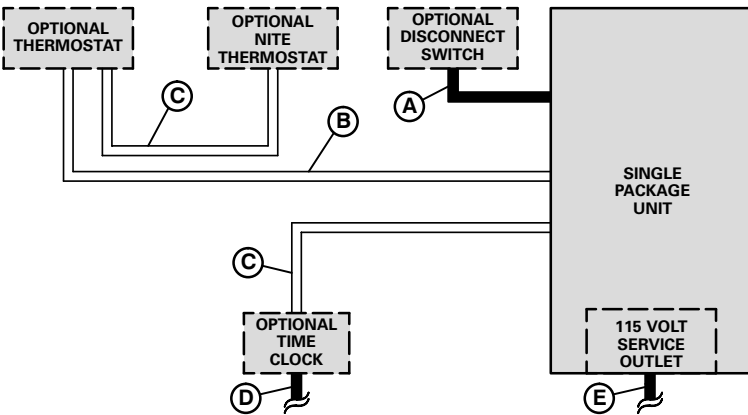 OPTIONAL
THERMOSTAT
OPTIONAL
NITE
THERMOSTAT
OPTIONAL
DISCONNECT
SWITCH
C
A
B
SINGLE
PACKAGE
UNIT
C
OPTIONAL
TIME
CLOCK
115 VOLT
SERVICE
OUTLET
D
E